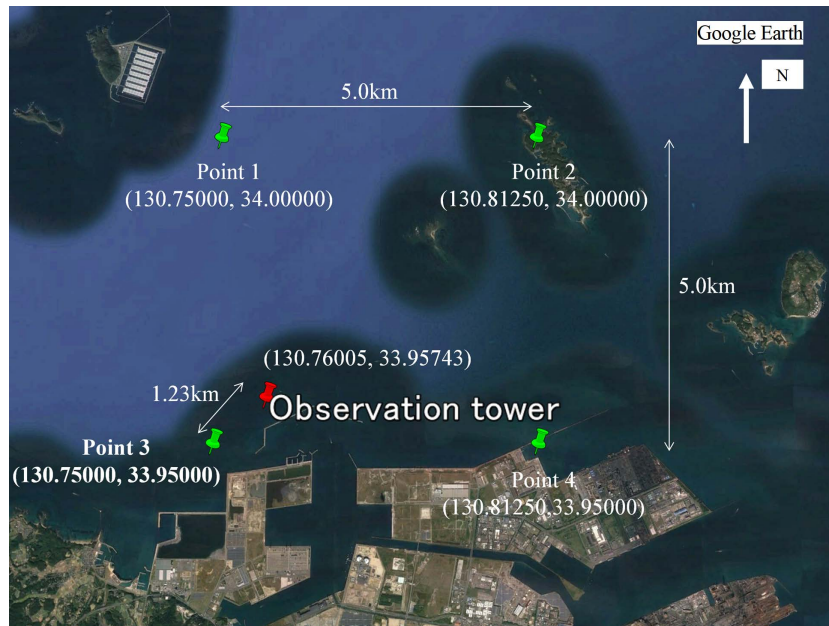 Google Earth
N
5.0km
Point 1
(130.75000, 34.00000)
Point 2
(130.81250, 34.00000)
5.0km
(130.76005, 33.95743)
1.23km
Observation tower
Point 3
(130.75000, 33.95000)
Point 4
(130.81250,33.95000)